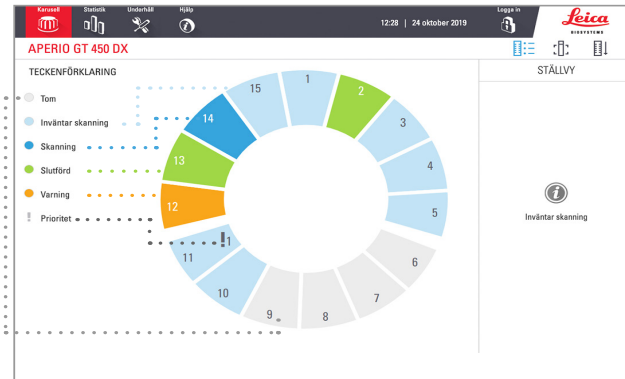 Karusell Statistik Underhåll Hjälp
12:28 | 24 oktober 2019
Logga in
Leica
BIOSYSTEMS
APERIO GT 450 DX
TECKENFÖRKLARING
STÄLLVY
Tom
Inväntar skanning
Skanning
Slutförd
Varning
! Prioritet
Inväntar skanning
1
2
3
4
5
6
7
8
9
10
11
!1
12
13
14
15